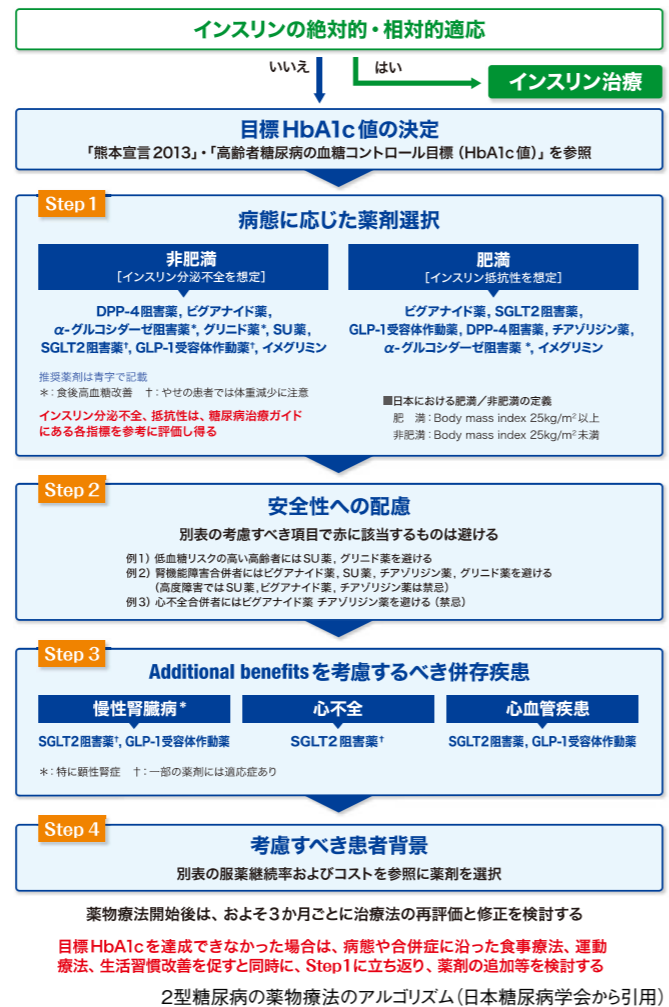 インスリンの絶対的・相対的適応
いいえ
はい
インスリン治療
目標HbA1c値の決定
「熊本宣言2013」・「高齢者糖尿病の血糖コントロール目標（HbA1c値）」を参照
Step1
病態に応じた薬剤選択
非肥満
［インスリン分泌不全を想定］
DPP-4阻害薬, ビグアナイド薬,
α-グルコシダーゼ阻害薬*, グリニド薬*, SU薬,
SGLT2阻害薬†, GLP-1受容体作動薬†, イメグリミン
推奨薬剤は青字で記載
＊：食後高血糖改善　†：やせの患者では体重減少に注意
インスリン分泌不全、抵抗性は、糖尿病治療ガイド
にある各指標を参考に評価し得る
肥満
［インスリン抵抗性を想定］
ビグアナイド薬, SGLT2阻害薬,
GLP-1受容体作動薬, DPP-4阻害薬, チアゾリジン薬,
α-グルコシダーゼ阻害薬 *, イメグリミン
■日本における肥満／非肥満の定義
肥　満：Body mass index 25kg/m²以上
非肥満：Body mass index 25kg/m²未満
Step 2
安全性への配慮
別表の考慮すべき項目で赤に該当するものは避ける
例1）低血糖リスクの高い高齢者にはSU薬, グリニド薬を避ける
例2）腎機能障害合併者にはビグアナイド薬, SU薬, チアゾリジン薬, グリニド薬を避ける
（高度障害ではSU薬, ビグアナイド薬, チアゾリジン薬は禁忌）
例3）心不全合併者にはビグアナイド薬 チアゾリジン薬を避ける（禁忌）
Step 3
Additional benefitsを考慮するべき併存疾患
慢性腎臓病*
SGLT2阻害薬†, GLP-1受容体作動薬
心不全
SGLT2阻害薬†
心血管疾患
SGLT2阻害薬, GLP-1受容体作動薬
＊：特に顕性腎症　†：一部の薬剤には適応症あり
Step 4
考慮すべき患者背景
別表の服薬継続率およびコストを参照に薬剤を選択
薬物療法開始後は、およそ3か月ごとに治療法の再評価と修正を検討する
目標HbA1cを達成できなかった場合は、病態や合併症に沿った食事療法、運動
療法、生活習慣改善を促すと同時に、Step1に立ち返り、薬剤の追加等を検討する
2型糖尿病の薬物療法のアルゴリズム（日本糖尿病学会から引用）